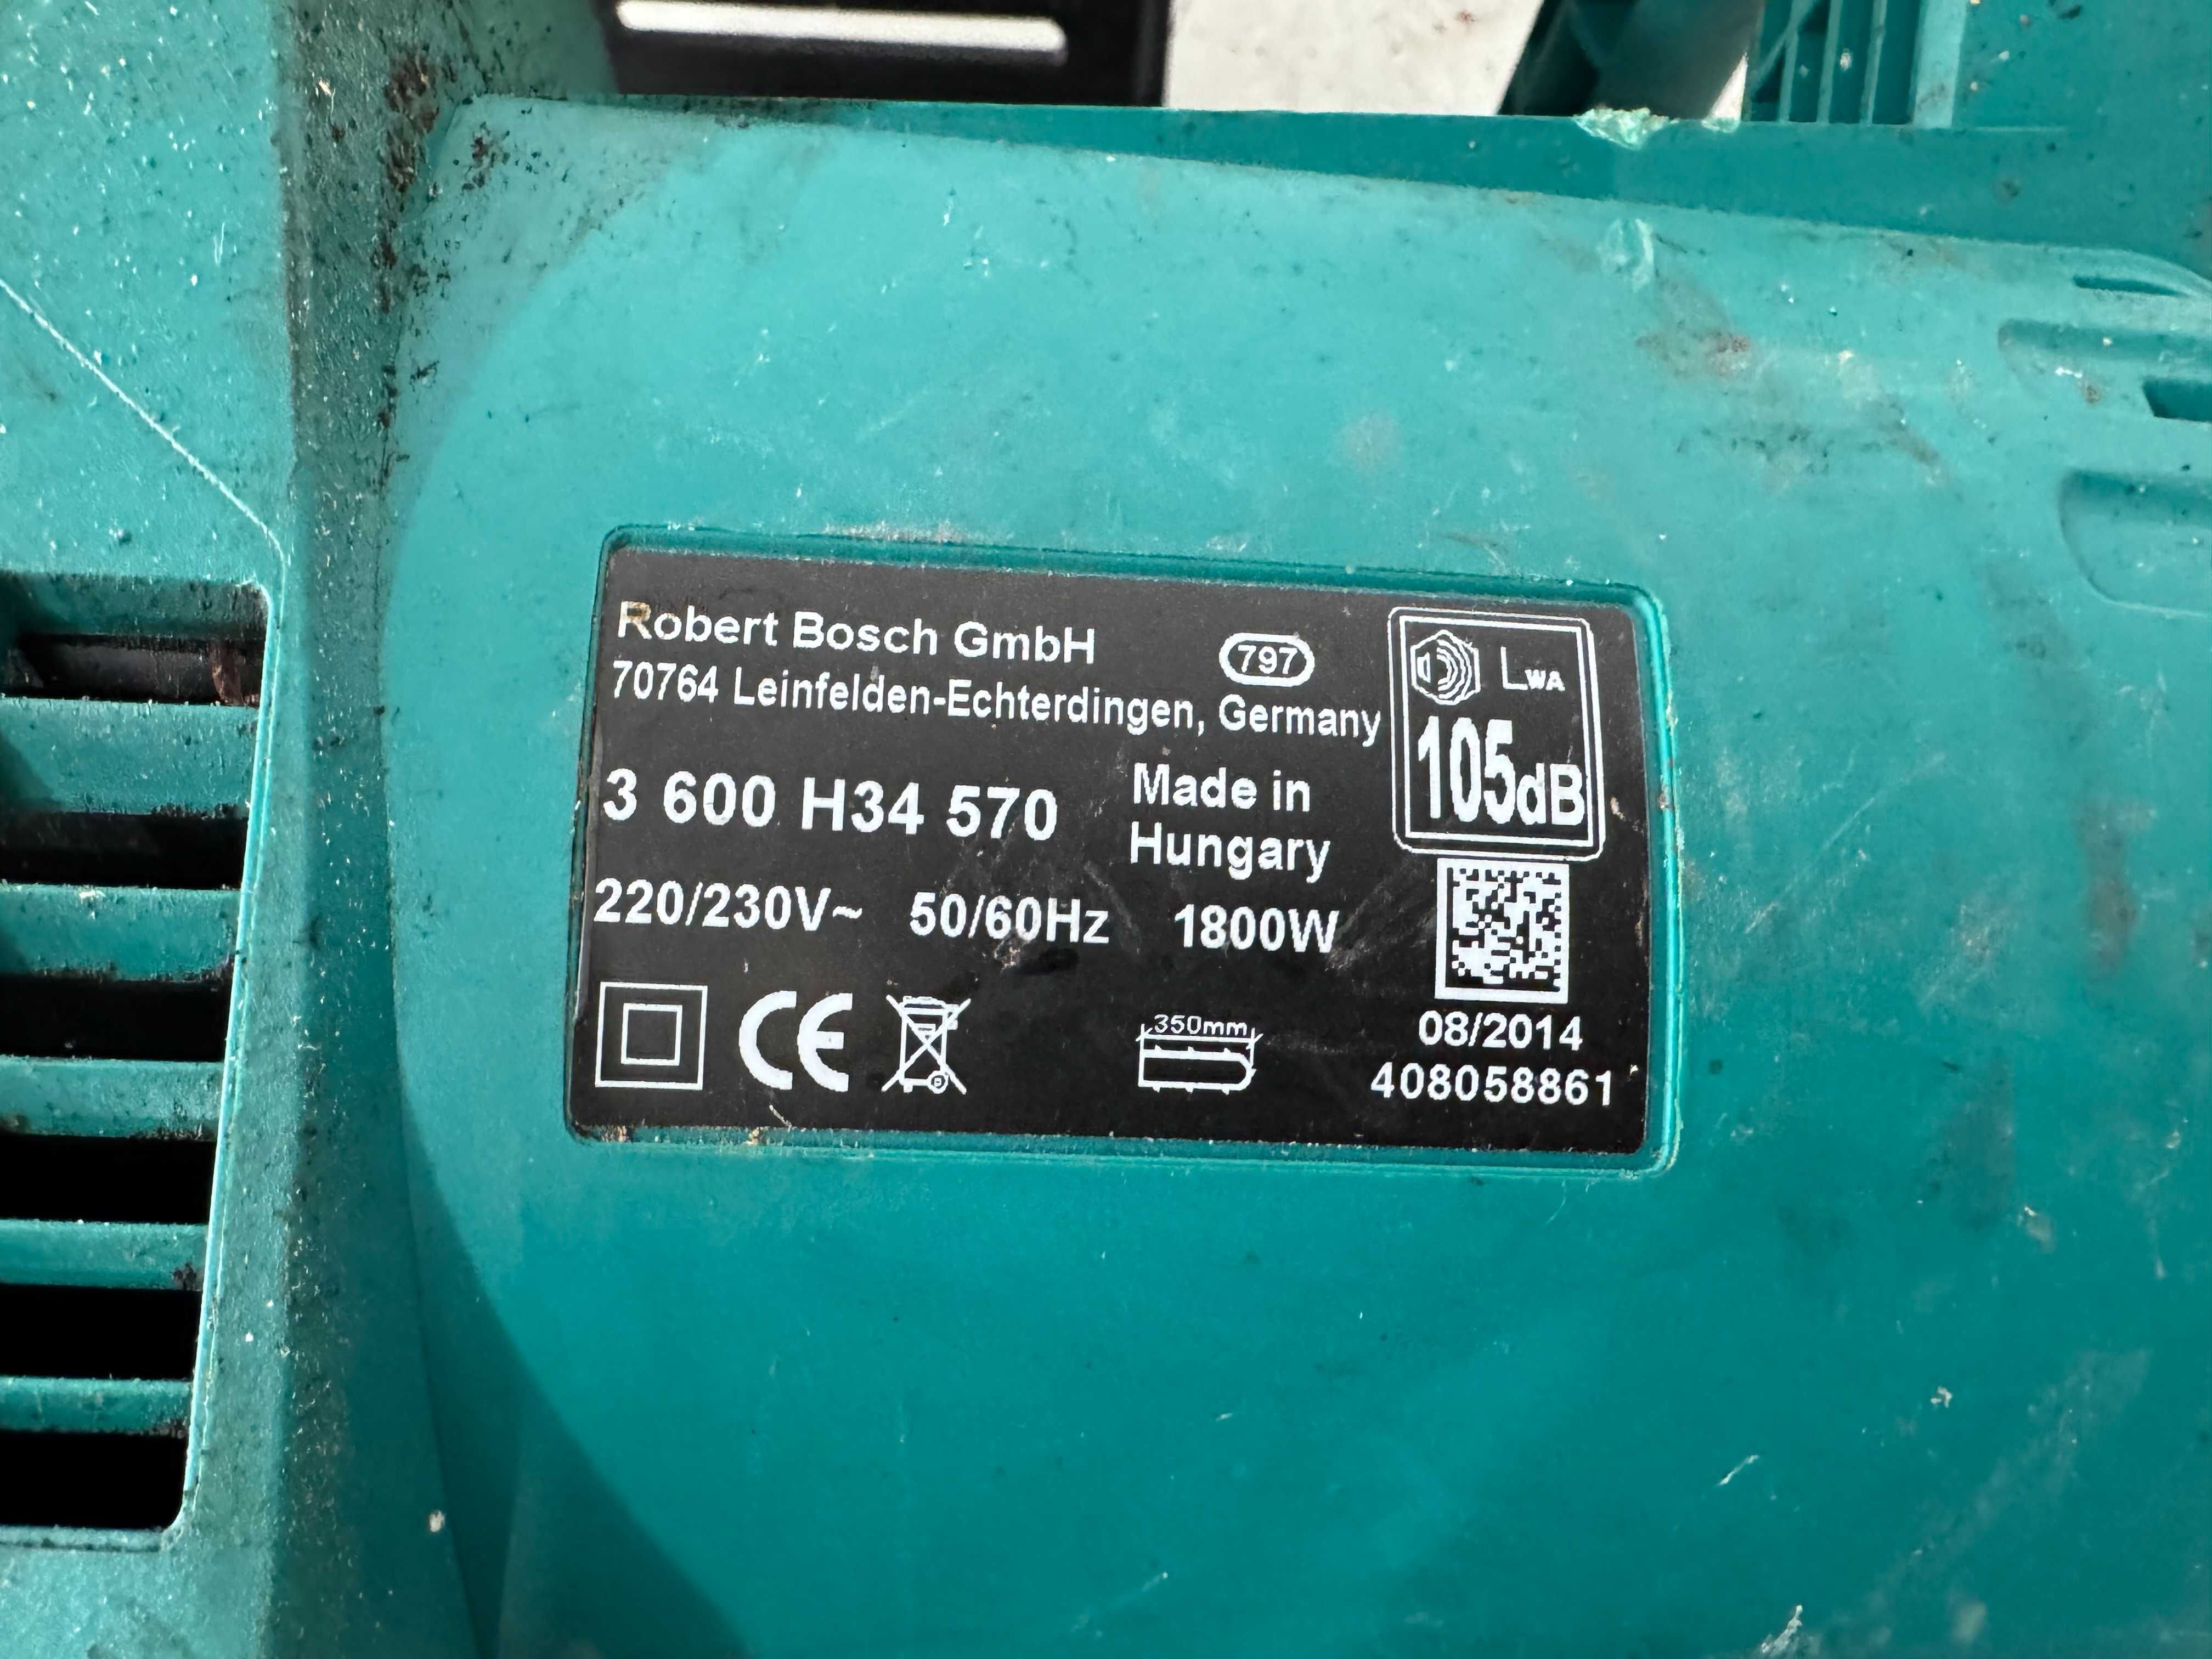 Robert Bosch GmbH
797
70764 Leinfelden-Echterdingen, Germany
LWA
105dB
3 600 H34 570
Made in
Hungary
220/230V~ 50/60Hz 1800W
CE
350mm
08/2014
408058861